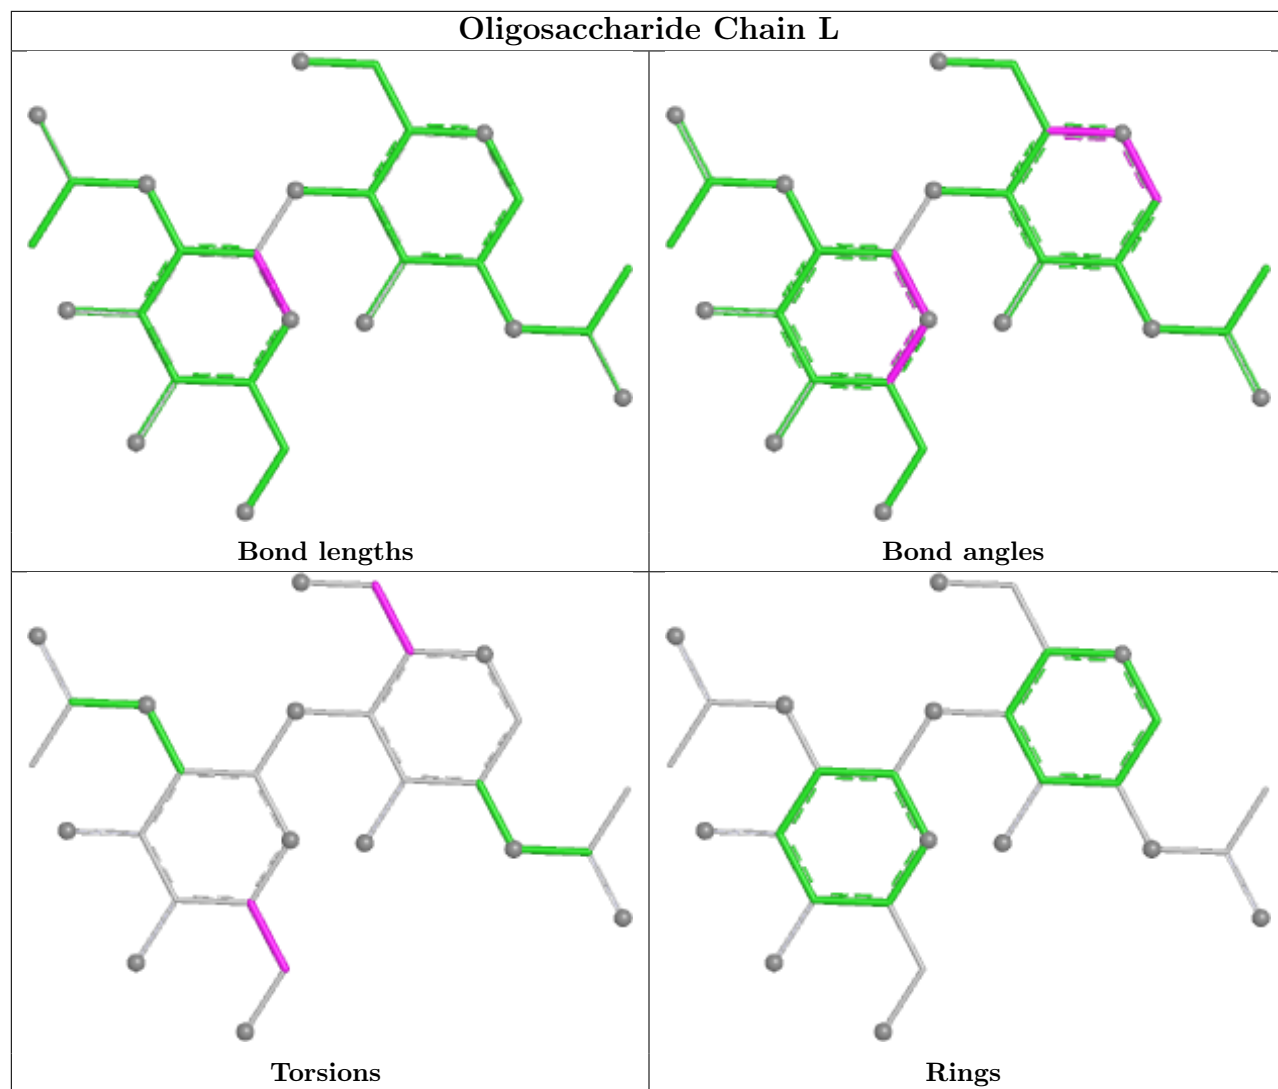 Oligosaccharide Chain L
Bond lengths
Bond angles
Torsions
Rings